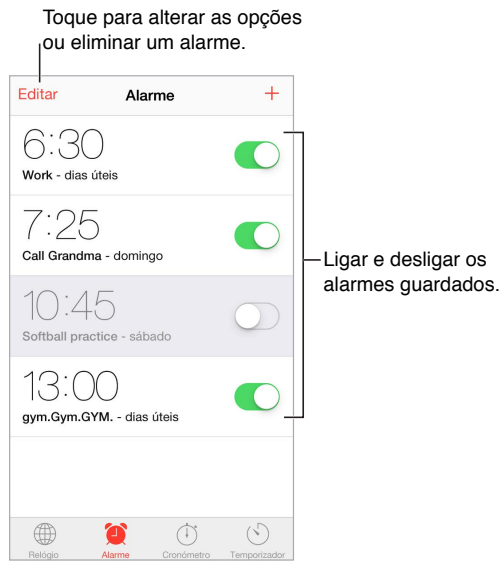 Toque para alterar as opções
ou eliminar um alarme.
Editar Alarme +
6:30
Work - dias úteis
7:25
Call Grandma - domingo
10:45
Softball practice - sábado
13:00
gym.Gym.GYM. - dias úteis
Ligar e desligar os
alarmes guardados.
Relógio Alarme Cronómetro Temporizador